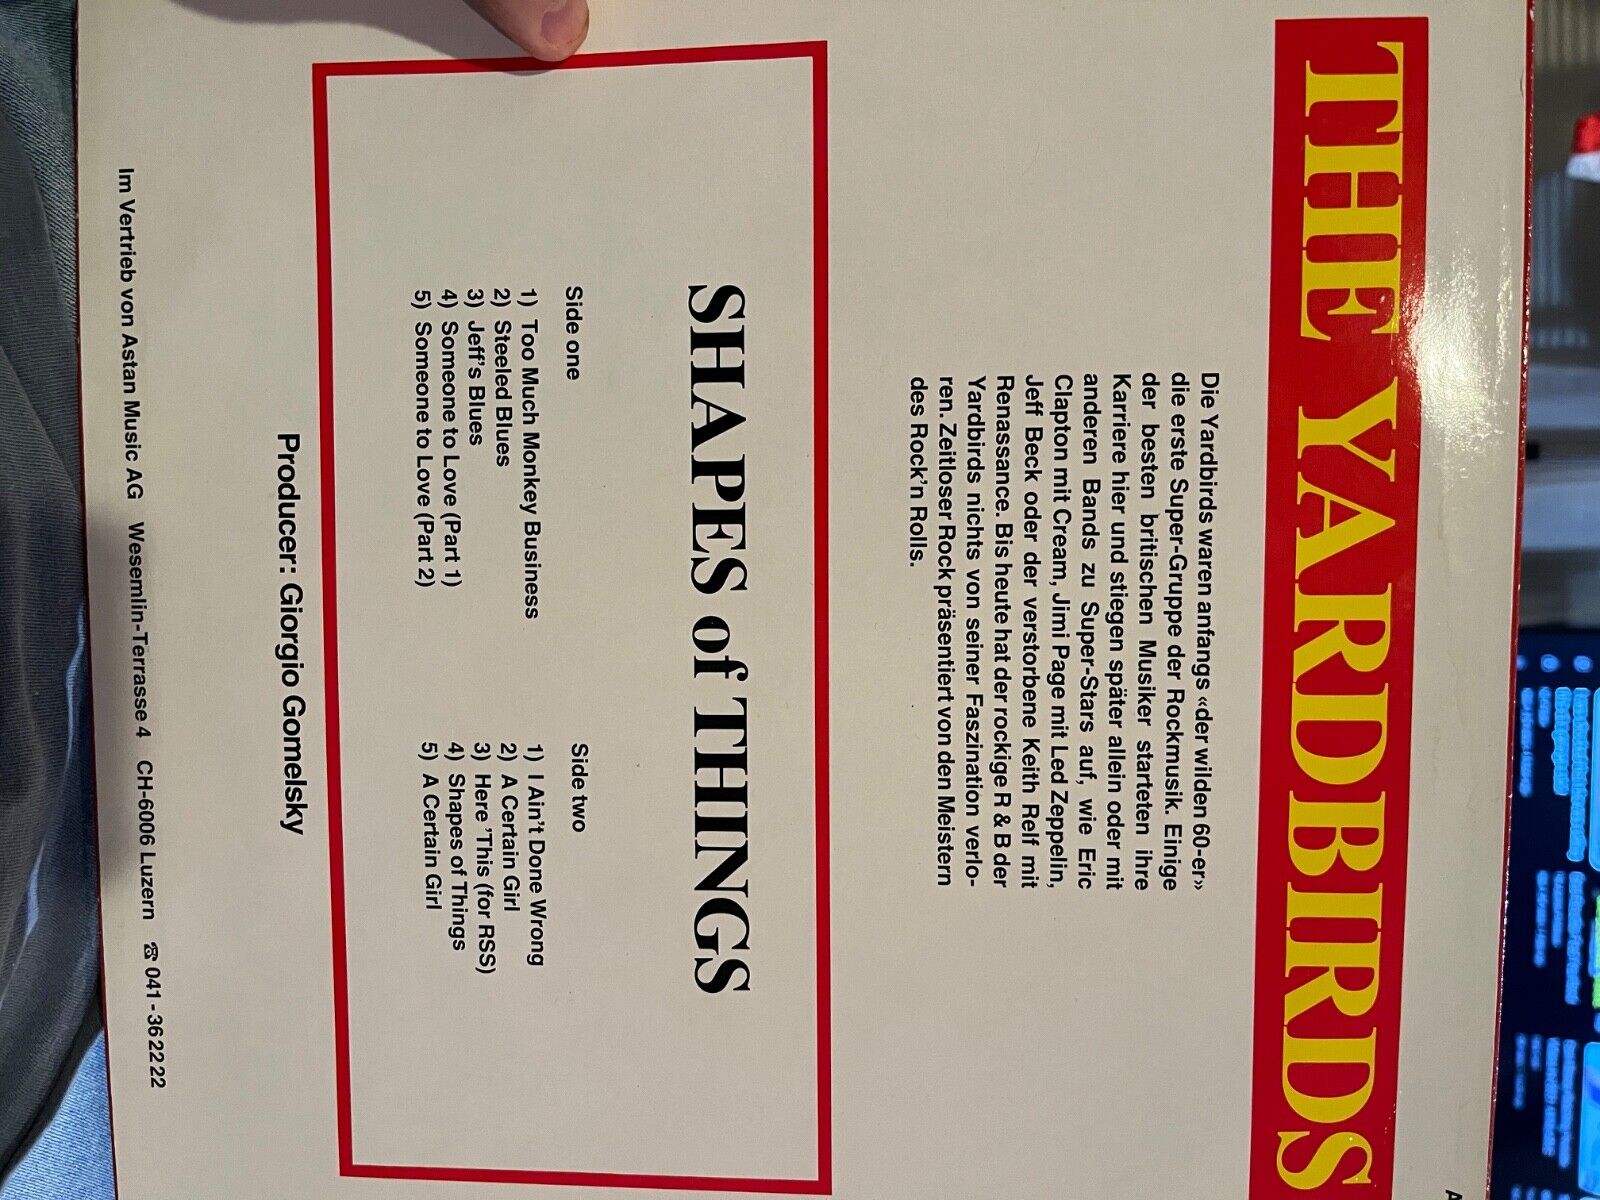 THE YARDBIRDS
Die Yardbirds waren anfangs «der wilden 60-er»
die erste Super-Gruppe der Rockmusik. Einige
der besten britischen Musiker starteten ihre
Karriere hier und stiegen später allein oder mit
anderen Bands zu Super-Stars auf, wie Eric
Clapton mit Cream, Jimi Page mit Led Zeppelin,
Jeff Beck oder der verstorbene Keith Relf mit
Renassance. Bis heute hat der rockige R & B der
Yardbirds nichts von seiner Faszination verlo-
ren. Zeitloser Rock präsentiert von den Meistern
des Rock'n Rolls.
SHAPES of THINGS
Side one
1) Too Much Monkey Business
2) Steeled Blues
3) Jeff's Blues
4) Someone to Love (Part 1)
5) Someone to Love (Part 2)
Side two
1) I Ain't Done Wrong
2) A Certain Girl
3) Here 'This (for RSS)
4) Shapes of Things
5) A Certain Girl
Producer: Giorgio Gomelsky
Im Vertrieb von Astan Music AG Wesemlin-Terrasse 4 CH-6006 Luzern ☎ 041-362222